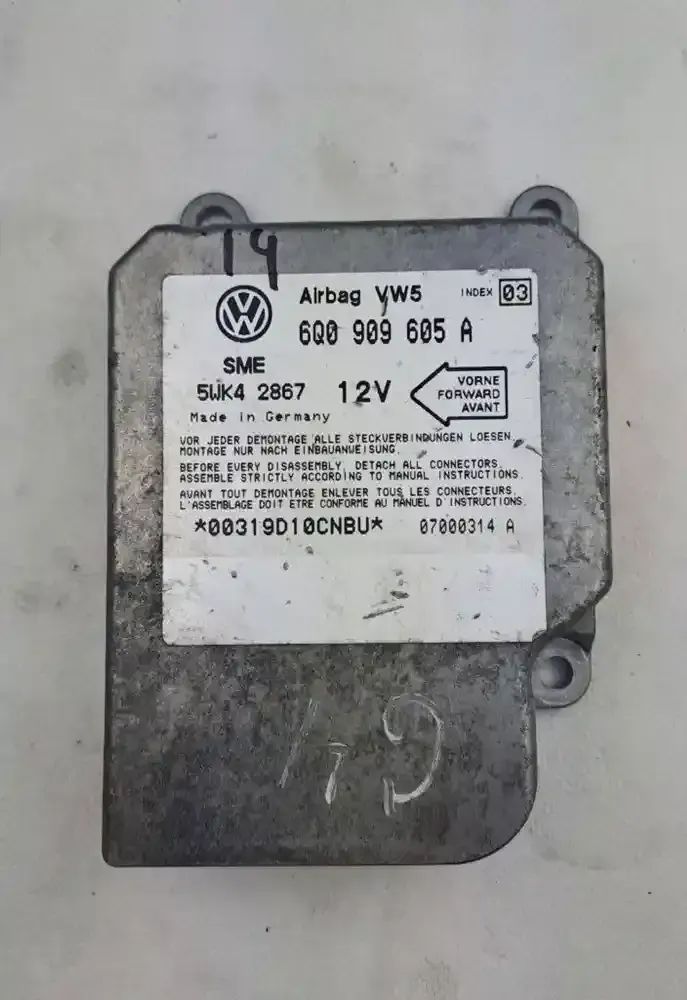 19
VW
Airbag VW5 INDEX 03
6Q0 909 605 A
SME
5WK4 2867 12V
VORNE
FORWARD
AVANT
Made in Germany
VOR JEDER DEMONTAGE ALLE STECKVERBINDUNGEN LOESEN.
MONTAGE NUR NACH EINBAUANWEISUNG.
BEFORE EVERY DISASSEMBLY, DETACH ALL CONNECTORS.
ASSEMBLE STRICTLY ACCORDING TO MANUAL INSTRUCTIONS.
AVANT TOUT DEMONTAGE ENLEVER TOUS LES CONNECTEURS.
L'ASSEMBLAGE DOIT ETRE CONFORME AU MANUEL D'INSTRUCTIONS.
*00319D10CNBU* 07000314 A